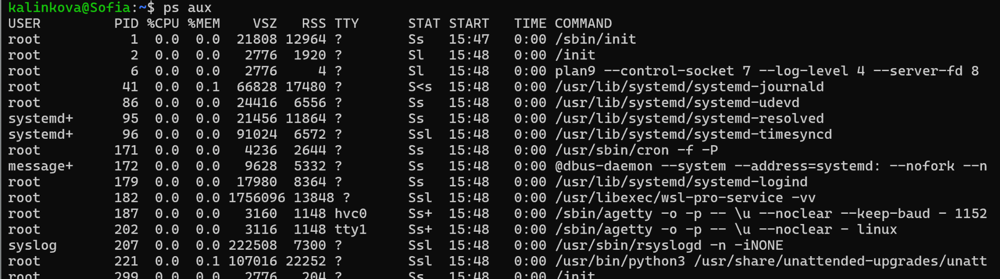 kalinkova@Sofia:~$ ps aux
USER         PID %CPU %MEM    VSZ   RSS TTY      STAT START   TIME COMMAND
root           1  0.0  0.0  21808 12964 ?        Ss   15:47   0:00 /sbin/init
root           2  0.0  0.0   2776  1920 ?        Sl   15:48   0:00 /init
root           6  0.0  0.0   2776     4 ?        Sl   15:48   0:00 plan9 --control-socket 7 --log-level 4 --server-fd 8
root          41  0.0  0.1  66828 17480 ?        S<s  15:48   0:00 /usr/lib/systemd/systemd-journald
root          86  0.0  0.0  24416  6556 ?        Ss   15:48   0:00 /usr/lib/systemd/systemd-udevd
systemd+      95  0.0  0.0  21456 11864 ?        Ss   15:48   0:00 /usr/lib/systemd/systemd-resolved
systemd+      96  0.0  0.0  91024  6572 ?        Ssl  15:48   0:00 /usr/lib/systemd/systemd-timesyncd
root         171  0.0  0.0   4236  2644 ?        Ss   15:48   0:00 /usr/sbin/cron -f -P
message+     172  0.0  0.0   9628  5332 ?        Ss   15:48   0:00 @dbus-daemon --system --address=systemd: --nofork --n
root         179  0.0  0.0  17980  8364 ?        Ss   15:48   0:00 /usr/lib/systemd/systemd-logind
root         182  0.0  0.0 1756096 13848 ?       Ssl  15:48   0:00 /usr/libexec/wsl-pro-service -vv
root         187  0.0  0.0   3160  1148 hvc0     Ss+  15:48   0:00 /sbin/agetty -o -p -- \u --noclear --keep-baud - 1152
root         202  0.0  0.0   3116  1148 tty1     Ss+  15:48   0:00 /sbin/agetty -o -p -- \u --noclear - linux
syslog       207  0.0  0.0 222508  7300 ?        Ssl  15:48   0:00 /usr/sbin/rsyslogd -n -iNONE
root         221  0.0  0.1 107016 22252 ?        Ssl  15:48   0:00 /usr/bin/python3 /usr/share/unattended-upgrades/unatt
root         299  0.0  0.0   2776   204 ?        Ss   15:48   0:00 /init